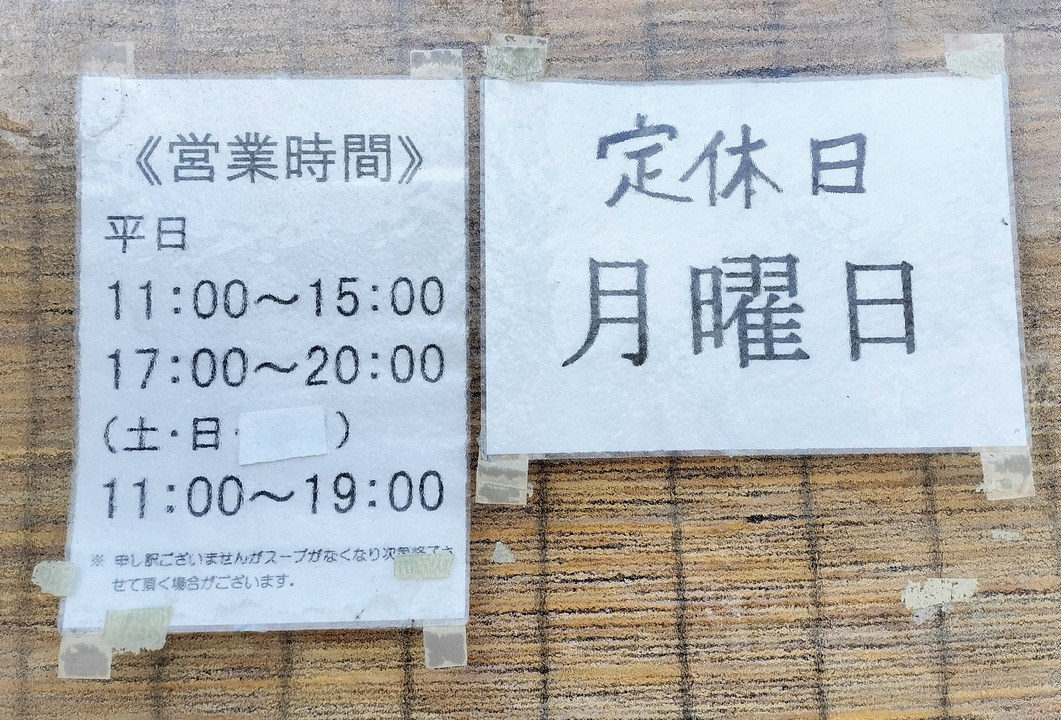 《営業時間》
平日
11:00～15:00
17:00～20:00
(土・日・ )
11:00～19:00
※ 申し訳ございませんがスープがなくなり次第終了さ
せて頂く場合がございます。
定休日
月曜日